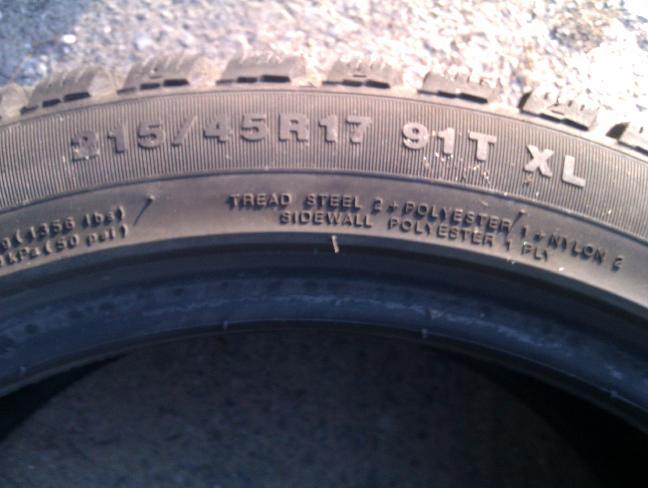 215/45R17 91T XL
TREAD STEEL 2 + POLYESTER 1 + NYLON 2
SIDEWALL POLYESTER 1 PLY
(1356 lbs)
kPa (50 psi)